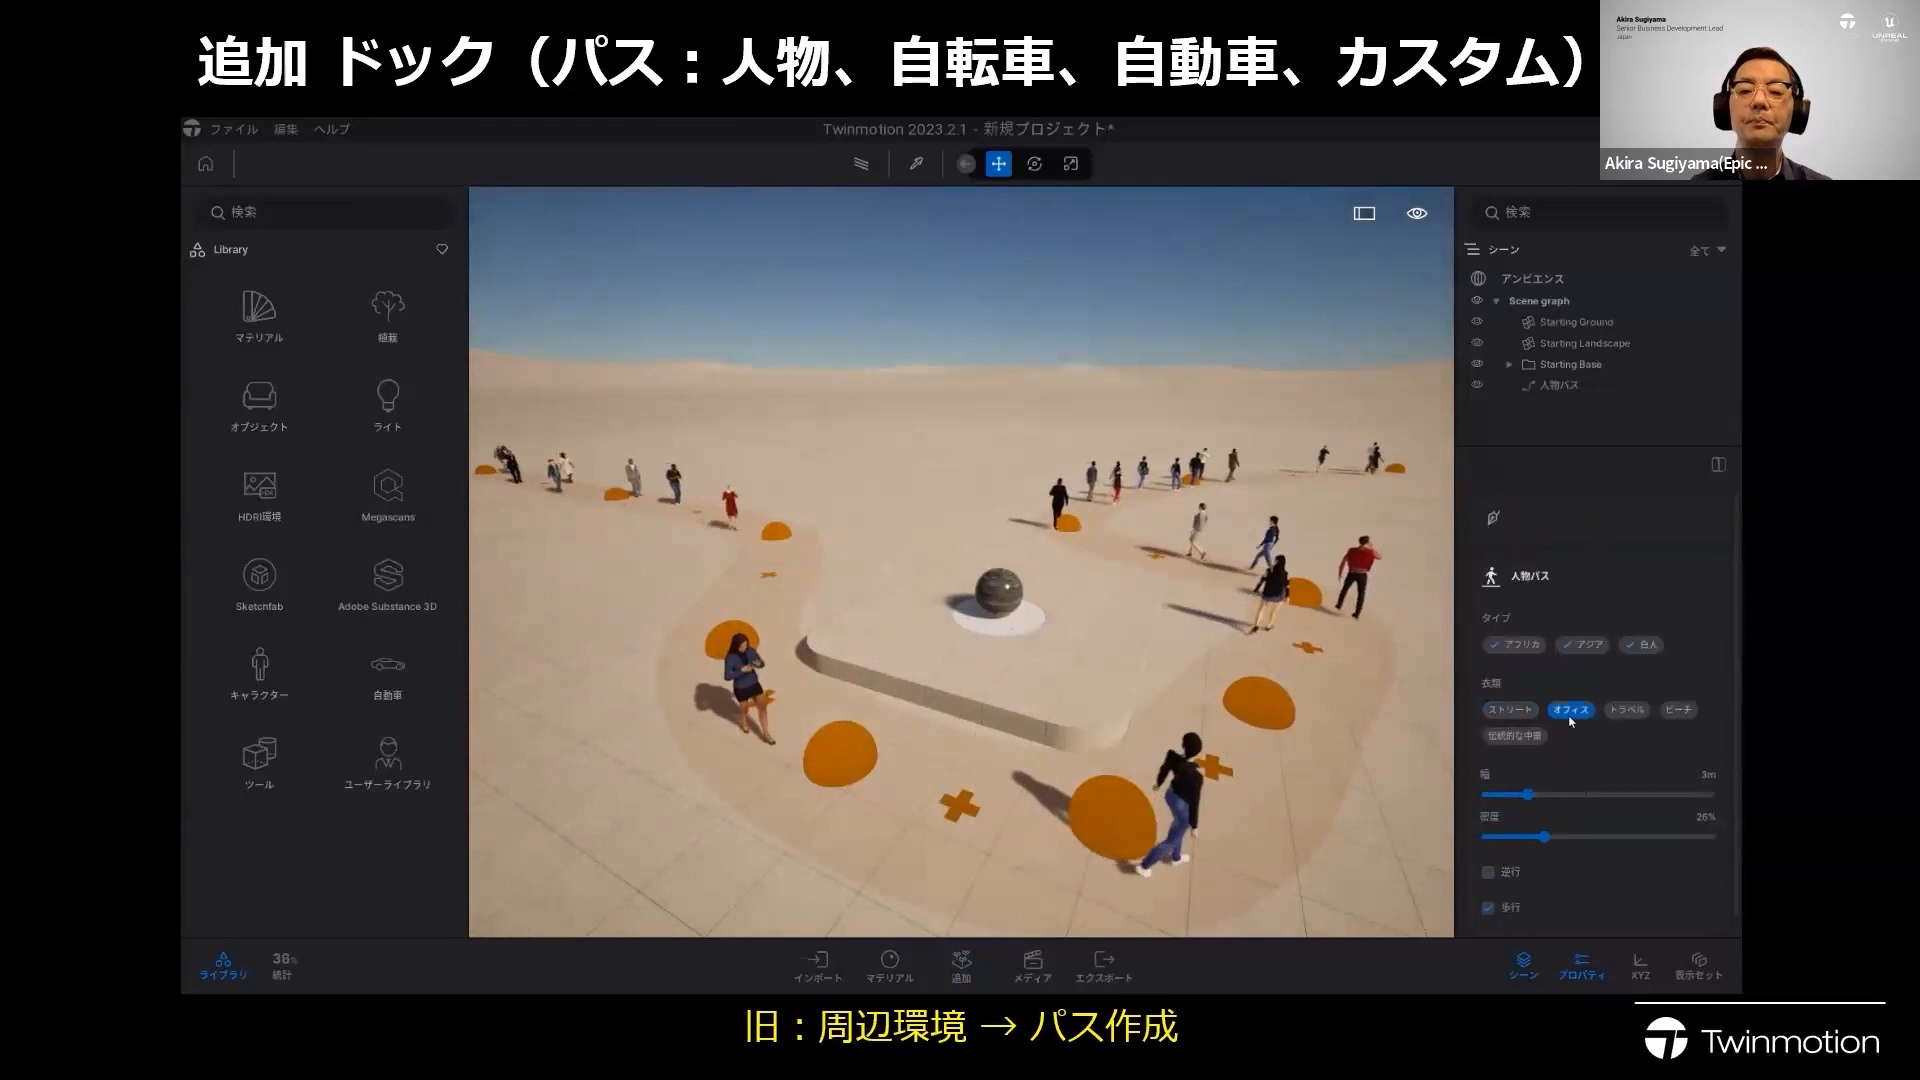 追加 ドック（パス：人物、自転車、自動車、カスタム）
Akira Sugiyama
Senior Business Development Lead
Japan
UNREAL
Akira Sugiyama(Epic ...
ファイル 編集 ヘルプ
Twinmotion 2023.2.1 - 新規プロジェクト*
検索
Library
マテリアル
植栽
オブジェクト
ライト
HDRI環境
Megascans
Sketchfab
Adobe Substance 3D
キャラクター
自動車
ツール
ユーザーライブラリ
検索
シーン
全て
アンビエンス
Scene graph
Starting Ground
Starting Landscape
Starting Base
人物パス
人物パス
タイプ
アフリカ アジア 白人
衣類
ストリート オフィス トラベル ビーチ
伝統的な中東
幅 3m
密度 26%
逆行
歩行
ライブラリ
36%
統計
インポート
マテリアル
追加
メディア
エクスポート
シーン
プロパティ
XYZ
表示セット
旧：周辺環境 → パス作成
Twinmotion